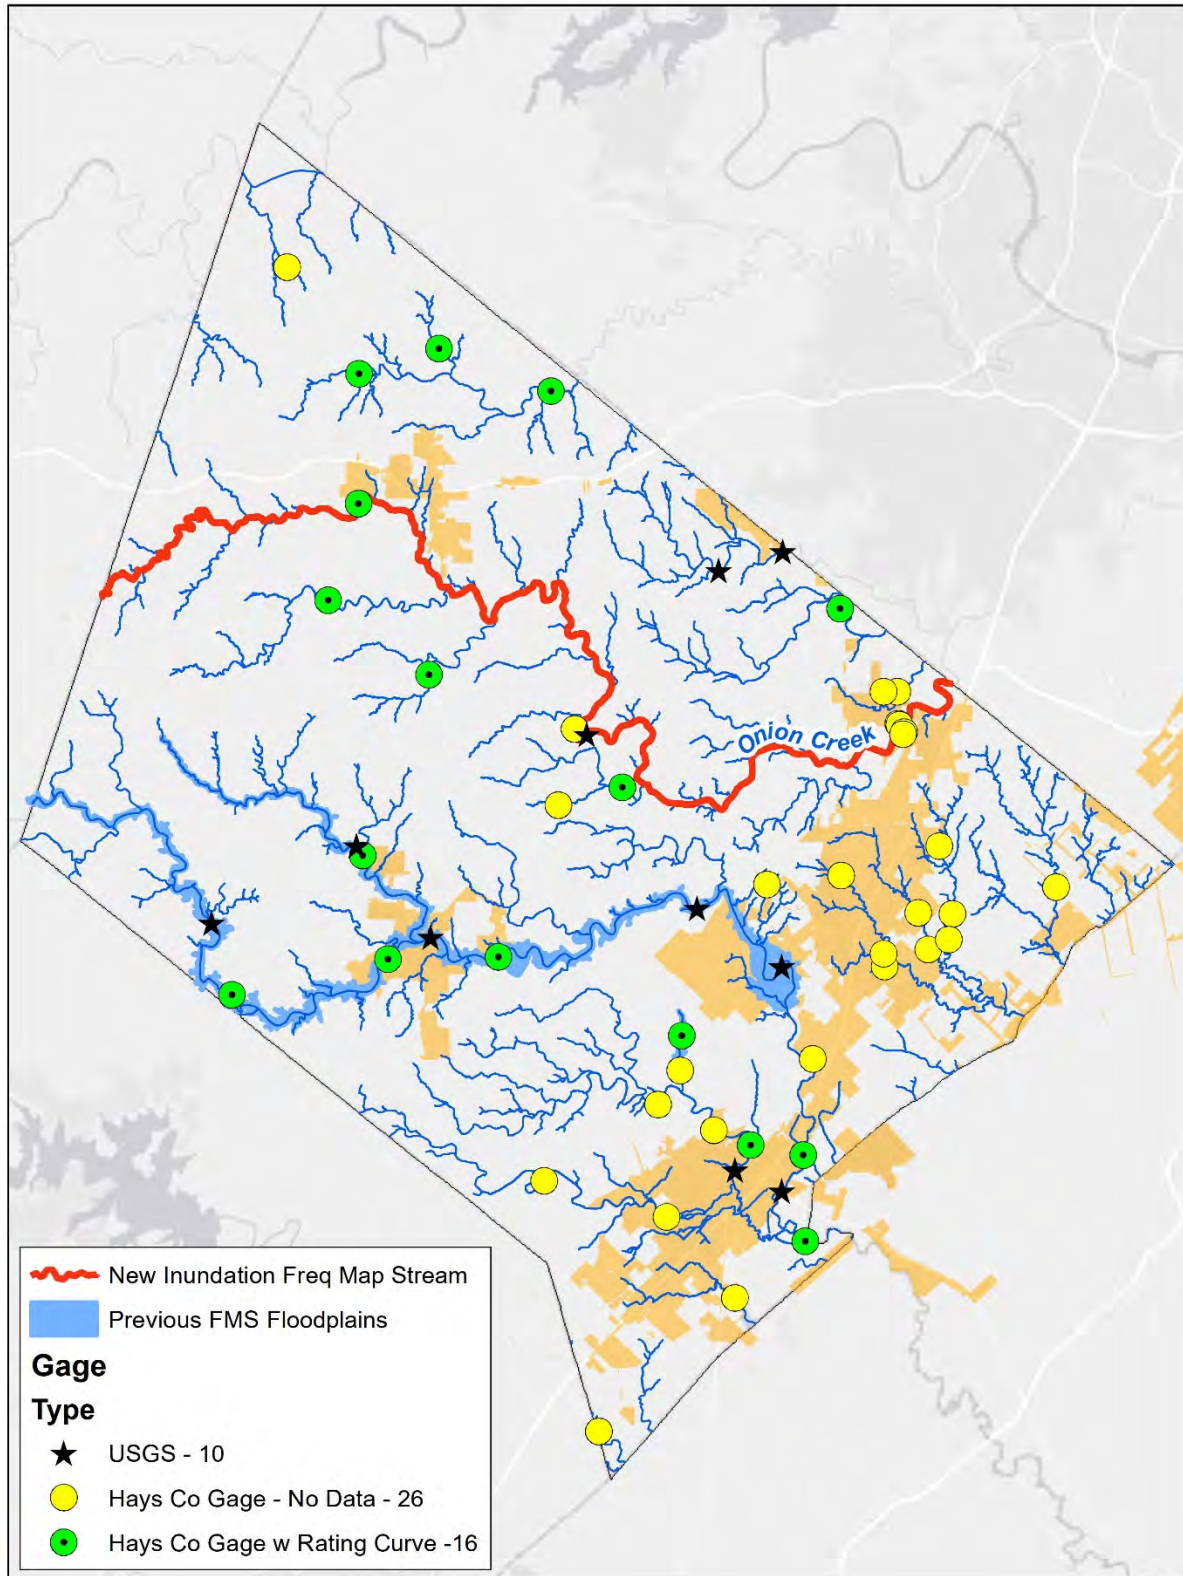 Onion Creek
New Inundation Freq Map Stream
Previous FMS Floodplains
Gage
Type
USGS - 10
Hays Co Gage - No Data - 26
Hays Co Gage w Rating Curve -16